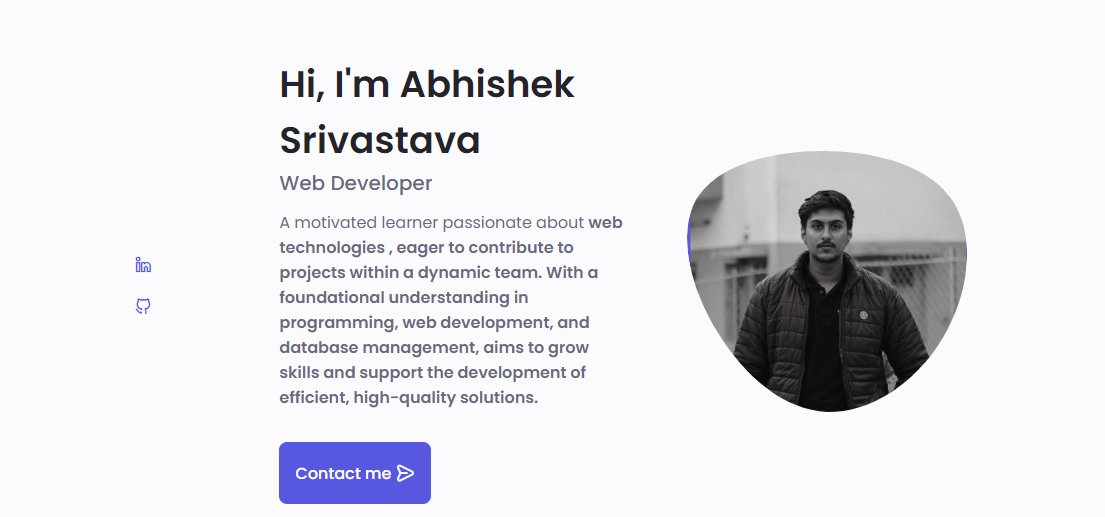 Hi, I'm Abhishek
Srivastava
Web Developer
A motivated learner passionate about web
technologies , eager to contribute to
projects within a dynamic team. With a
foundational understanding in
programming, web development, and
database management, aims to grow
skills and support the development of
efficient, high-quality solutions.
Contact me